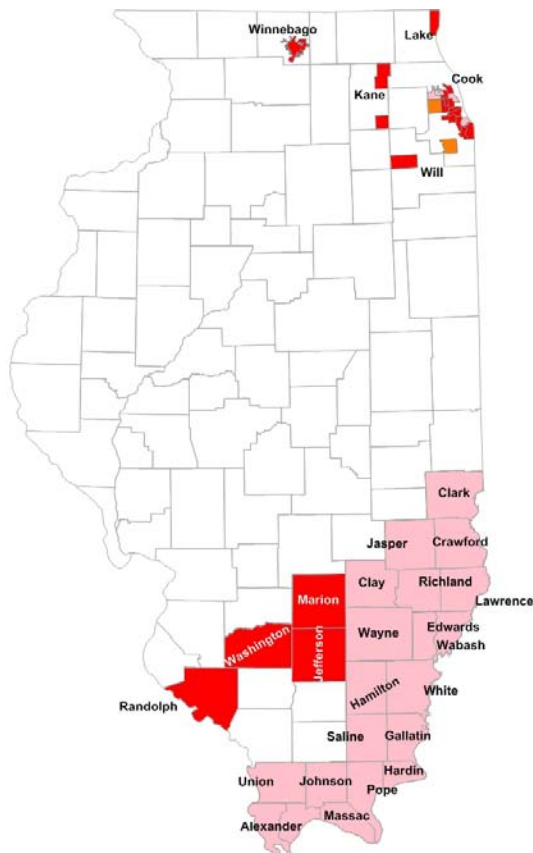 Winnebago
Lake
Cook
Kane
Will
Clark
Jasper
Crawford
Clay
Richland
Marion
Lawrence
Wayne
Edwards
Washington
Jefferson
Wabash
Hamilton
White
Randolph
Saline
Gallatin
Hardin
Union
Johnson
Pope
Massac
Alexander